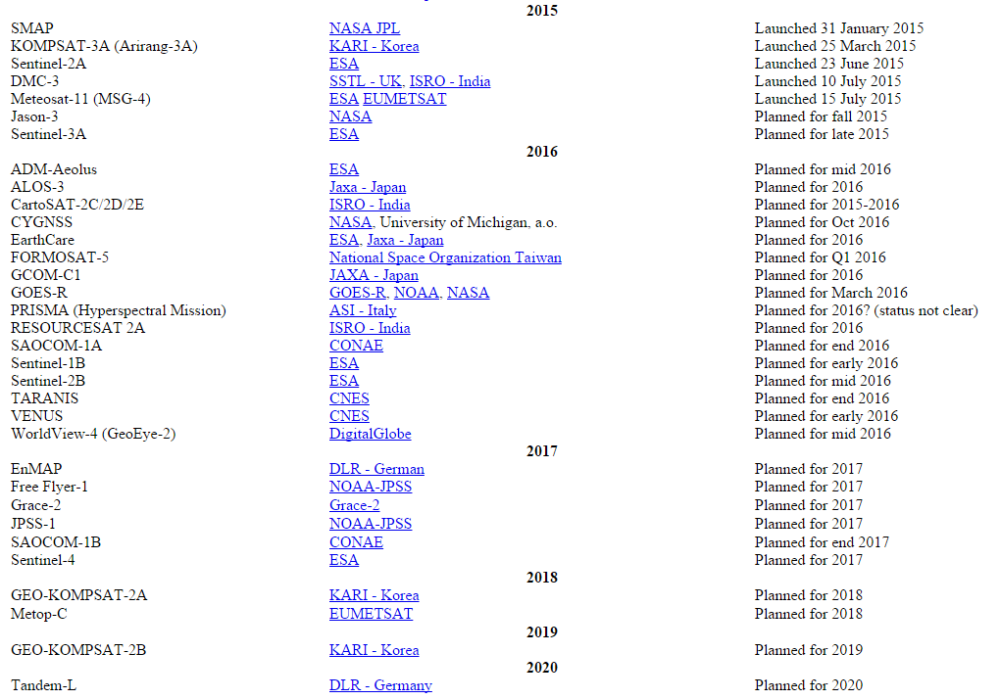 2015
SMAP NASA JPL Launched 31 January 2015
KOMPSAT-3A (Arirang-3A) KARI - Korea Launched 25 March 2015
Sentinel-2A ESA Launched 23 June 2015
DMC-3 SSTL - UK, ISRO - India Launched 10 July 2015
Meteosat-11 (MSG-4) ESA EUMETSAT Launched 15 July 2015
Jason-3 NASA Planned for fall 2015
Sentinel-3A ESA Planned for late 2015
2016
ADM-Aeolus ESA Planned for mid 2016
ALOS-3 Jaxa - Japan Planned for 2016
CartoSAT-2C/2D/2E ISRO - India Planned for 2015-2016
CYGNSS NASA, University of Michigan, a.o. Planned for Oct 2016
EarthCare ESA, Jaxa - Japan Planned for 2016
FORMOSAT-5 National Space Organization Taiwan Planned for Q1 2016
GCOM-C1 JAXA - Japan Planned for 2016
GOES-R GOES-R, NOAA, NASA Planned for March 2016
PRISMA (Hyperspectral Mission) ASI - Italy Planned for 2016? (status not clear)
RESOURCESAT 2A ISRO - India Planned for 2016
SAOCOM-1A CONAE Planned for end 2016
Sentinel-1B ESA Planned for early 2016
Sentinel-2B ESA Planned for mid 2016
TARANIS CNES Planned for end 2016
VENUS CNES Planned for early 2016
WorldView-4 (GeoEye-2) DigitalGlobe Planned for mid 2016
2017
EnMAP DLR - German Planned for 2017
Free Flyer-1 NOAA-JPSS Planned for 2017
Grace-2 Grace-2 Planned for 2017
JPSS-1 NOAA-JPSS Planned for 2017
SAOCOM-1B CONAE Planned for end 2017
Sentinel-4 ESA Planned for 2017
2018
GEO-KOMPSAT-2A KARI - Korea Planned for 2018
Metop-C EUMETSAT Planned for 2018
2019
GEO-KOMPSAT-2B KARI - Korea Planned for 2019
2020
Tandem-L DLR - Germany Planned for 2020